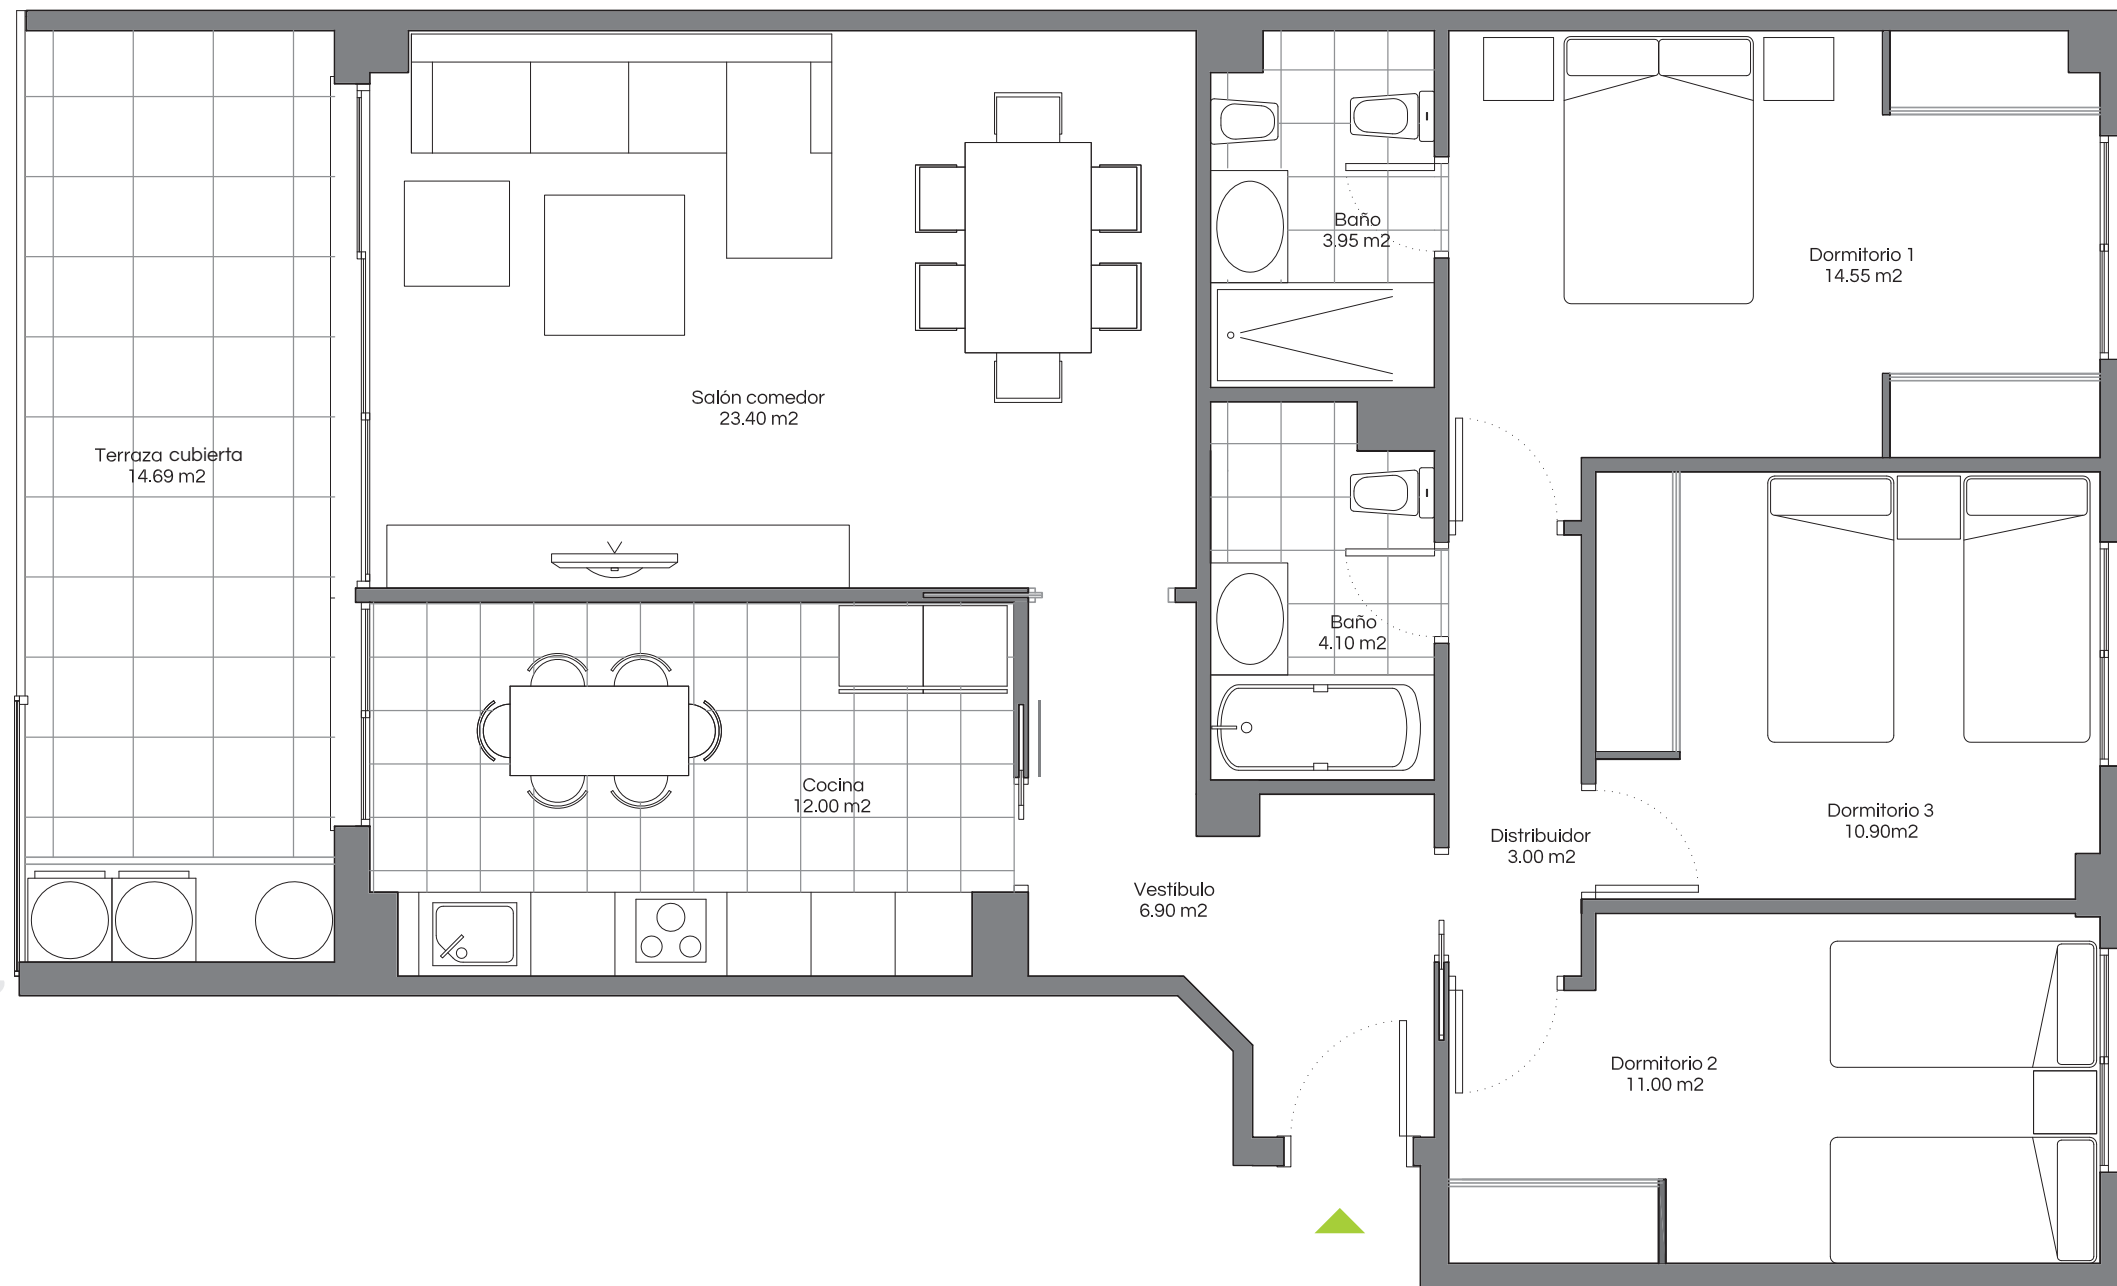 Baño
3.95 m2
Dormitorio 1
14.55 m2
Salón comedor
23.40 m2
Terraza cubierta
14.69 m2
Baño
4.10 m2
Cocina
12.00 m2
Dormitorio 3
10.90m2
Distribuidor
3.00 m2
Vestíbulo
6.90 m2
Dormitorio 2
11.00 m2